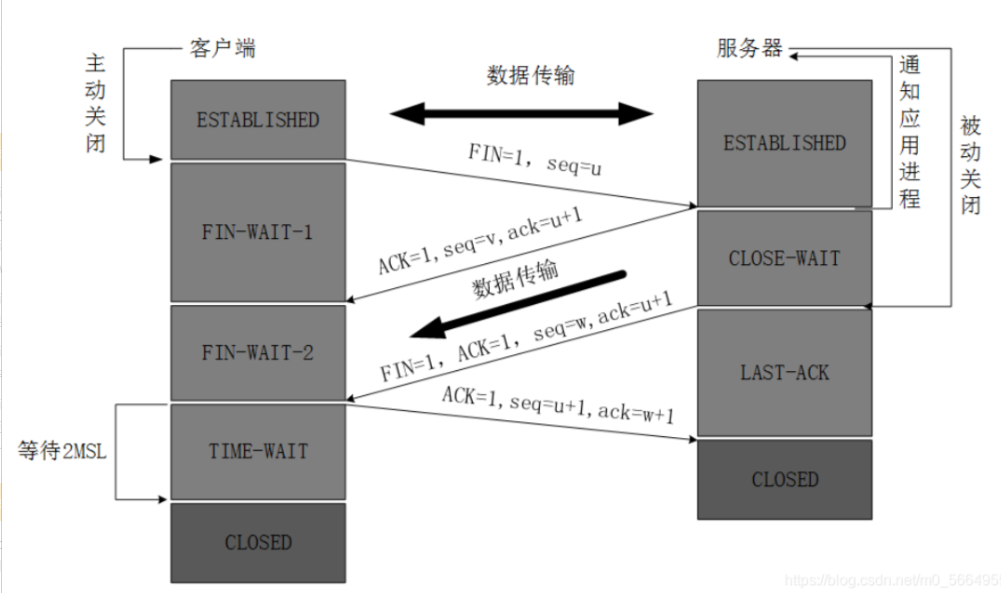 客户端
服务器
主动关闭
数据传输
通知应用进程
被动关闭
ESTABLISHED
ESTABLISHED
FIN=1, seq=u
FIN-WAIT-1
ACK=1,seq=v,ack=u+1
CLOSE-WAIT
数据传输
FIN=1, ACK=1, seq=w,ack=u+1
FIN-WAIT-2
LAST-ACK
ACK=1,seq=u+1,ack=w+1
等待2MSL
TIME-WAIT
CLOSED
CLOSED
https://blog.csdn.net/m0_566495